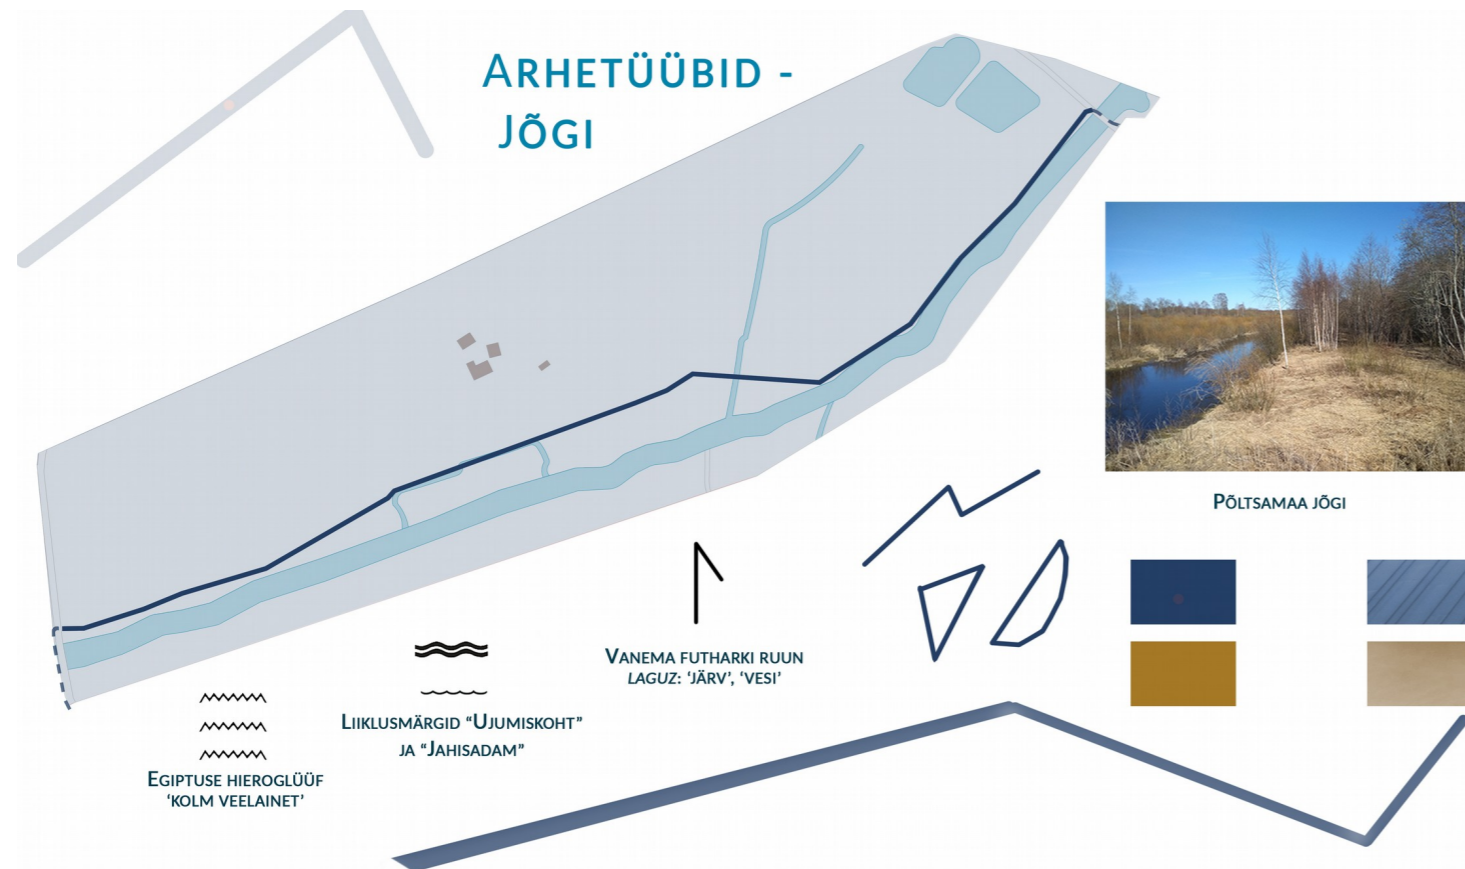 ARHETÜÜBID -
JÕGI
PÕLTSAMAA JÕGI
VANEMA FUTHARKI RUUN
LAGUZ: ‘JÄRV’, ‘VESI’
LIIKLUSMÄRGID “UJUMISKOHT”
JA “JAHISADAM”
EGIPTUSE HIEROGLÜÜF
‘KOLM VEELAINET’